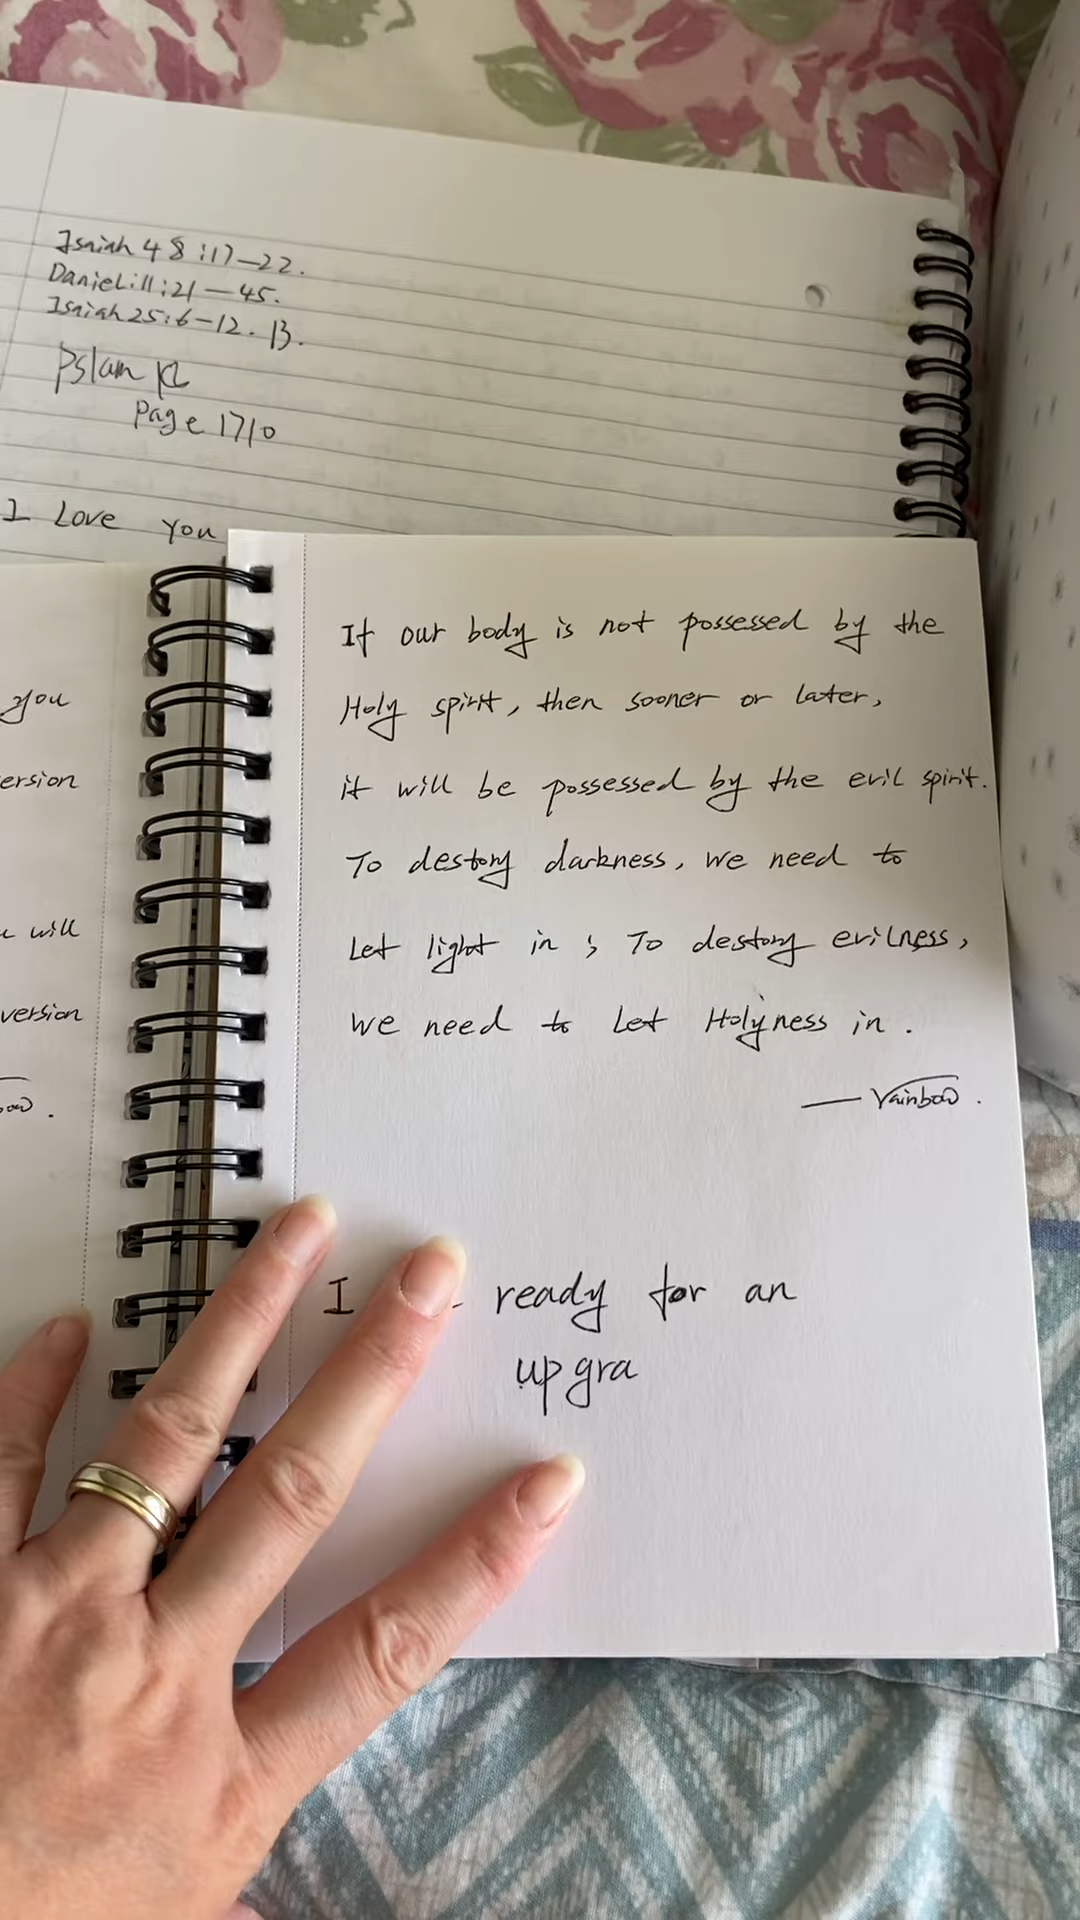 Isaiah 48:17—22.
Daniel:11:21—45.
Isaiah 25:6—12. 13.
Pslam
Page 1710
I Love you
you
ersion
will
version
If our body is not possessed by the
Holy spirit, then sooner or later,
it will be possessed by the evil spirit.
To destory darkness, we need to
Let light in ; To destory evilness,
we need to Let Holyness in .
— rainbow .
I ready for an
up gra